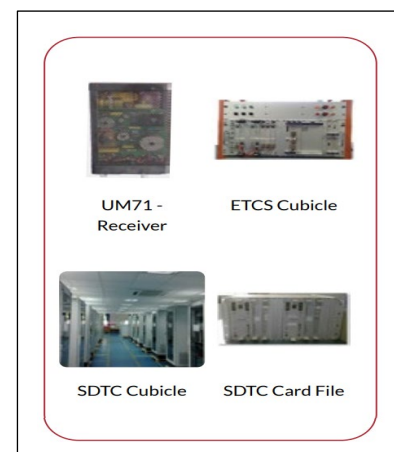 UM71 -
Receiver
ETCS Cubicle
SDTC Cubicle
SDTC Card File